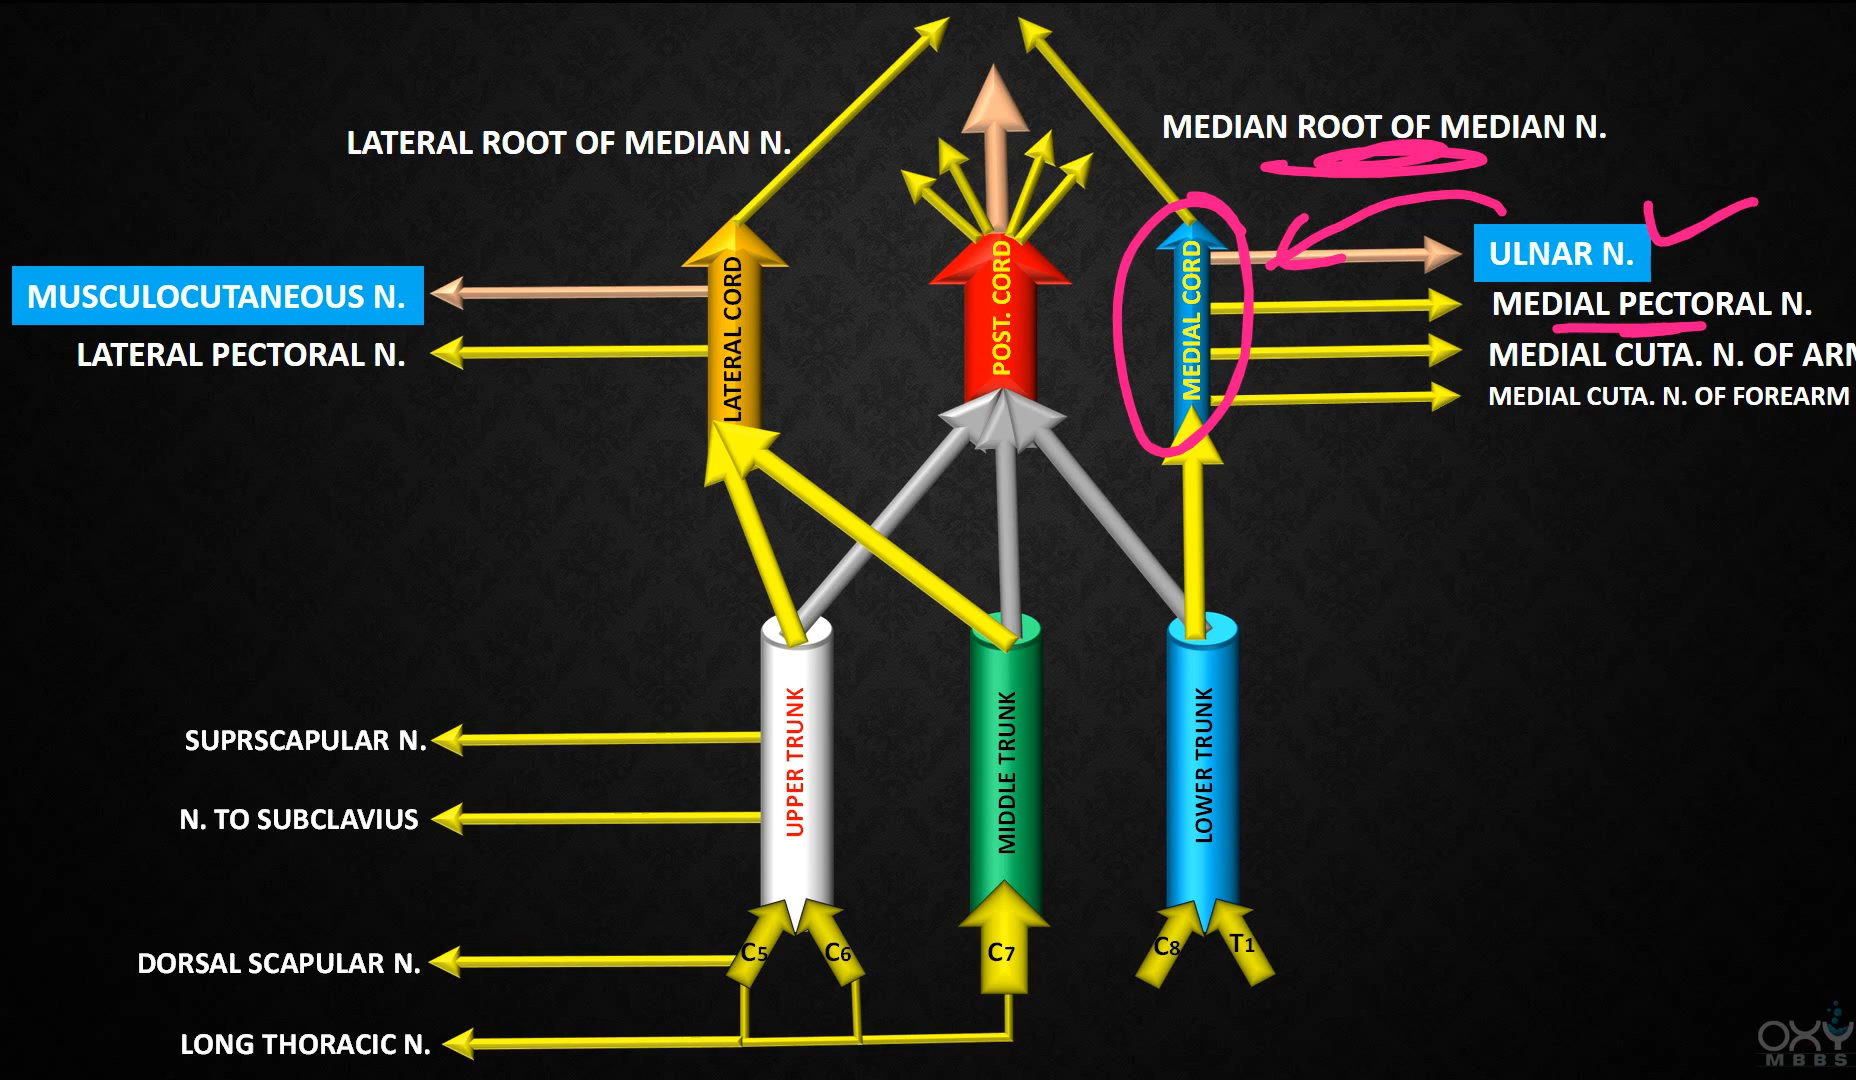 LATERAL ROOT OF MEDIAN N.
MEDIAN ROOT OF MEDIAN N.
MUSCULOCUTANEOUS N.
LATERAL PECTORAL N.
LATERAL CORD
POST. CORD
MEDIAL CORD
ULNAR N.
MEDIAL PECTORAL N.
MEDIAL CUTA. N. OF ARM
MEDIAL CUTA. N. OF FOREARM
SUPRSCAPULAR N.
N. TO SUBCLAVIUS
UPPER TRUNK
MIDDLE TRUNK
LOWER TRUNK
DORSAL SCAPULAR N.
C5
C6
C7
C8
T1
LONG THORACIC N.
OXY
MBBS